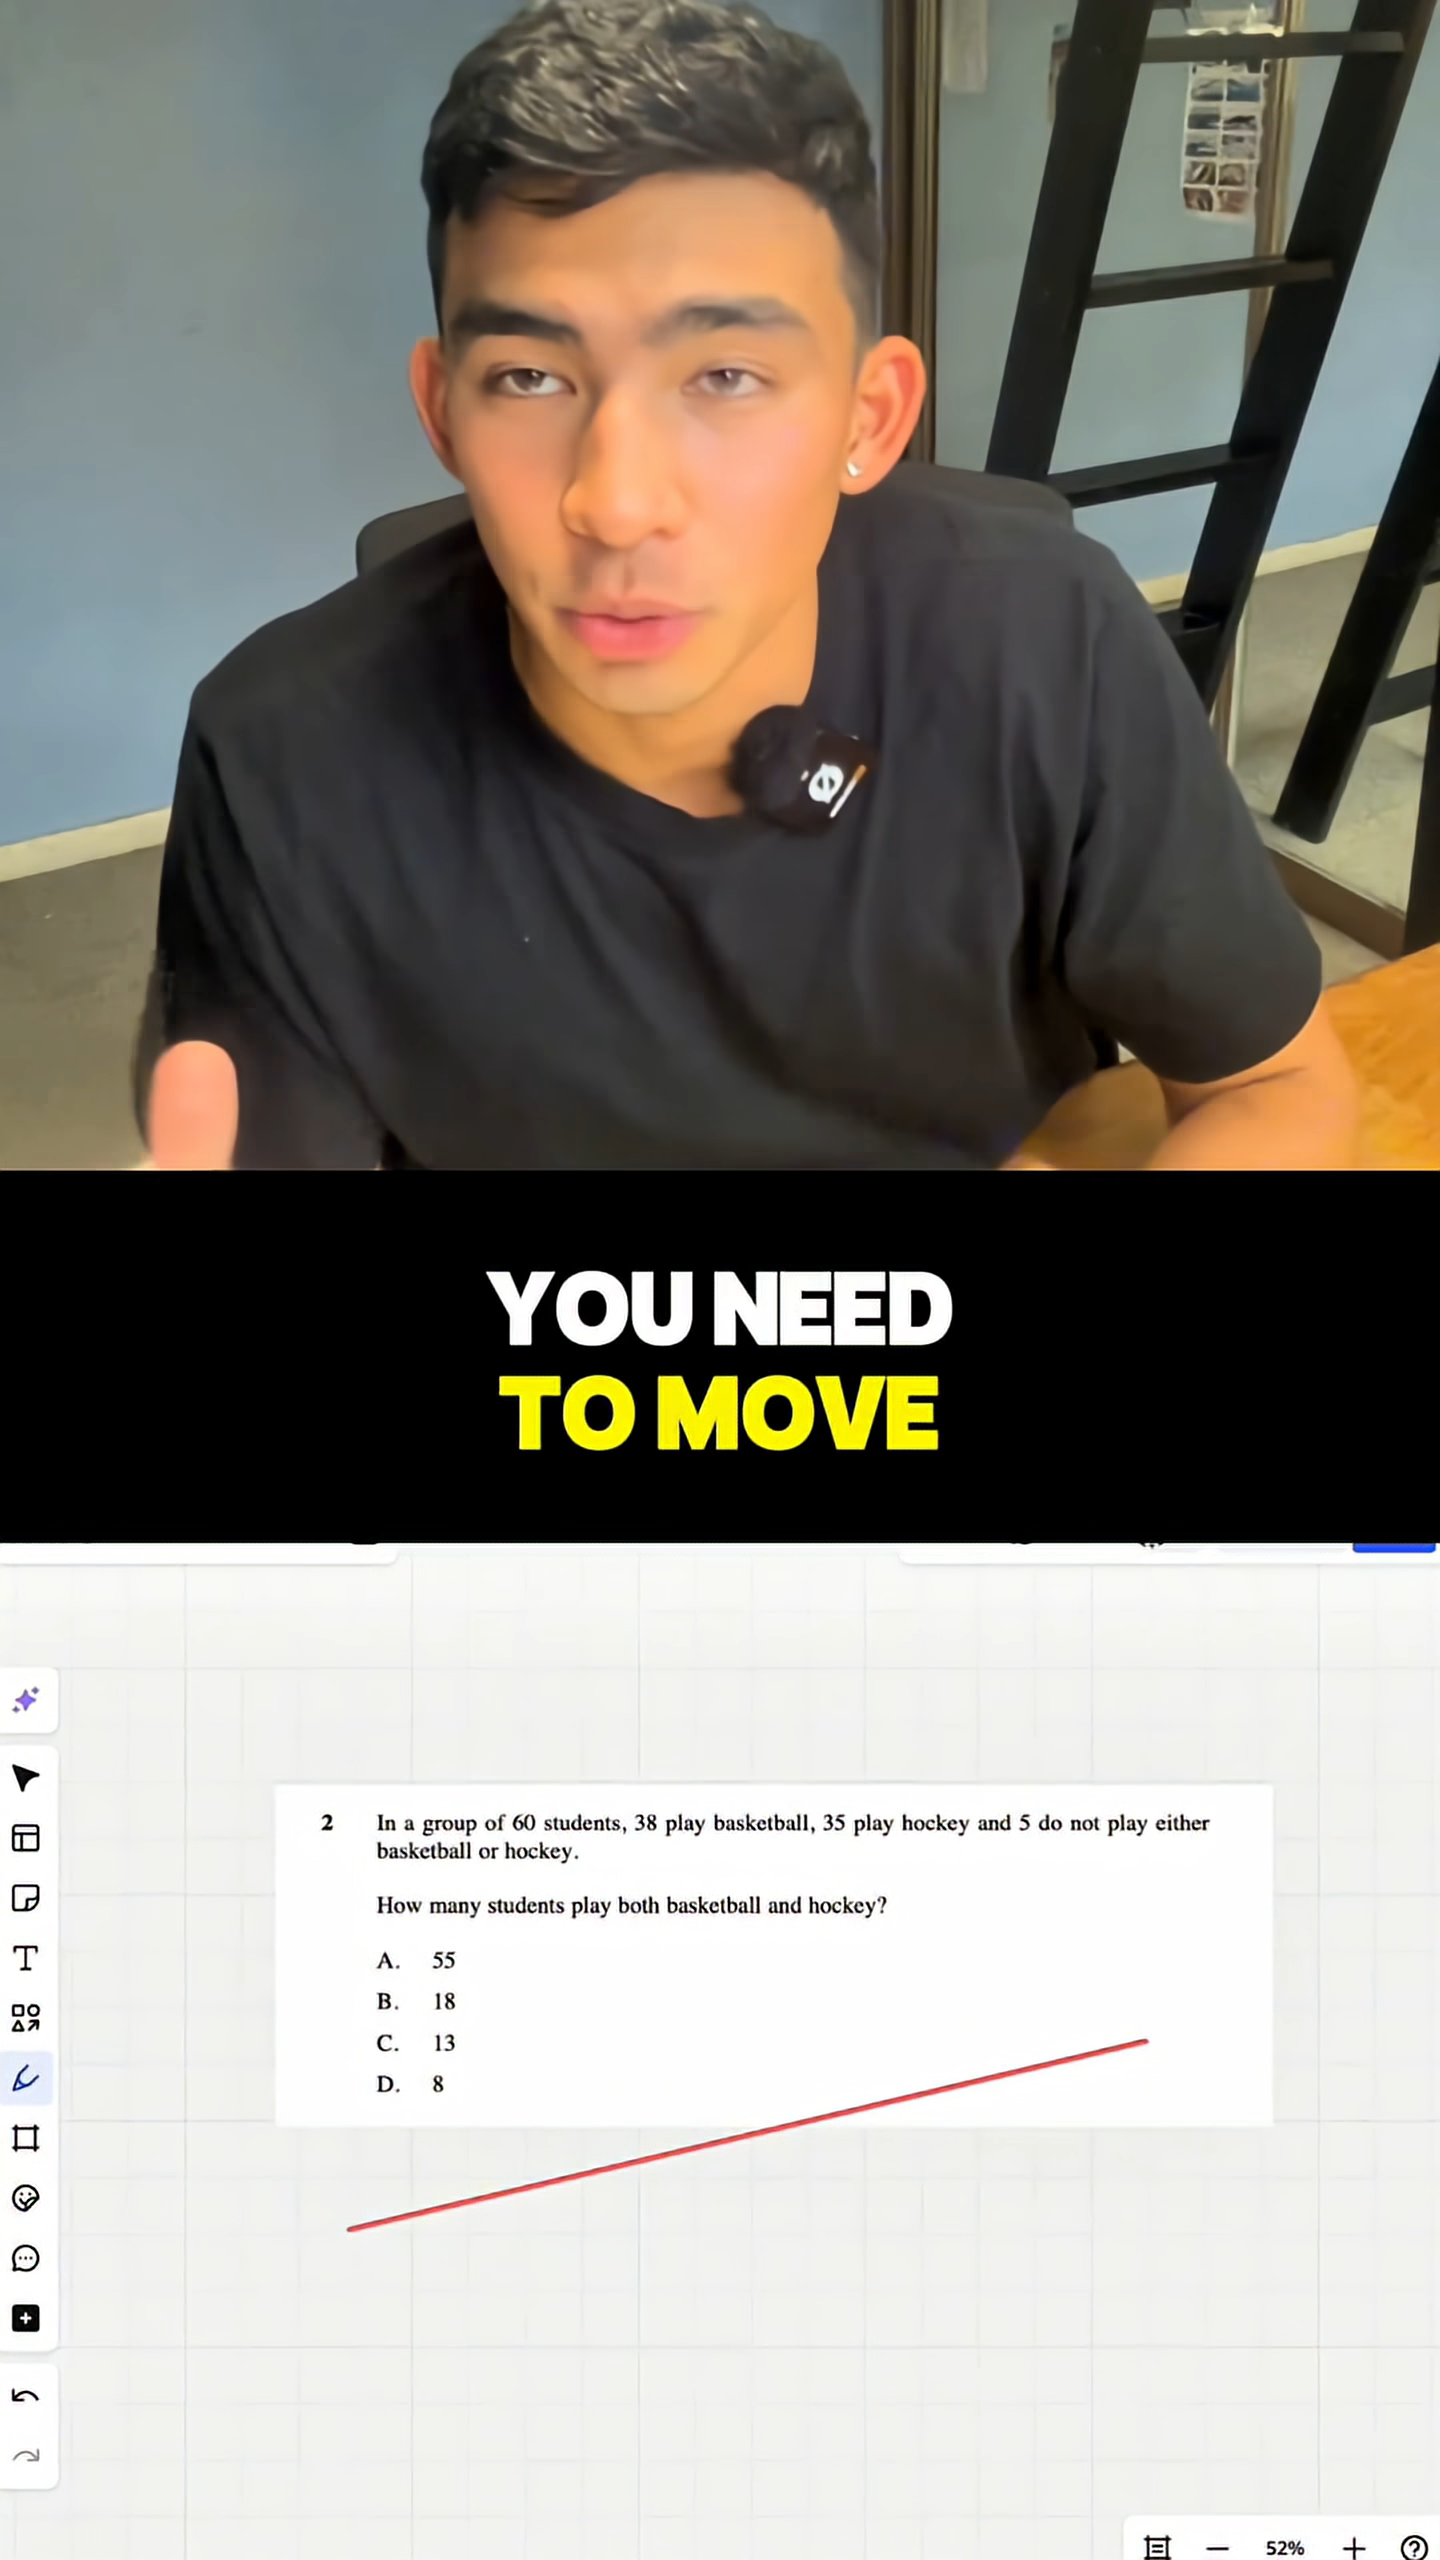 YOU NEED
TO MOVE
2 In a group of 60 students, 38 play basketball, 35 play hockey and 5 do not play either
basketball or hockey.
How many students play both basketball and hockey?
A. 55
B. 18
C. 13
D. 8
52%